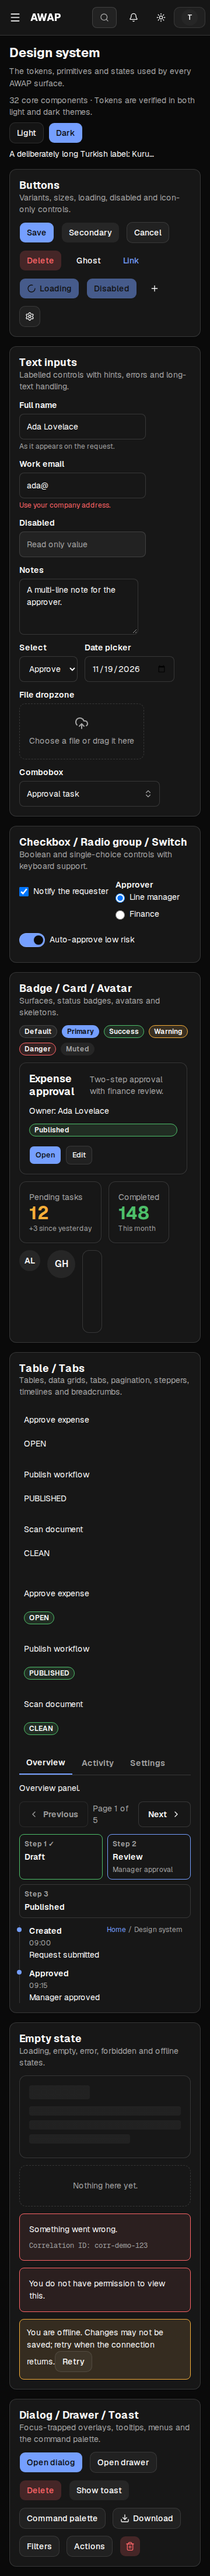 AWAP
T
Design system
The tokens, primitives and states used by every
AWAP surface.
32 core components · Tokens are verified in both
light and dark themes.
Light
Dark
A deliberately long Turkish label: Kuru...
Buttons
Variants, sizes, loading, disabled and icon-
only controls.
Save
Secondary
Cancel
Delete
Ghost
Link
Loading
Disabled
Text inputs
Labelled controls with hints, errors and long-
text handling.
Full name
Ada Lovelace
As it appears on the request.
Work email
ada@
Use your company address.
Disabled
Read only value
Notes
A multi-line note for the
approver.
Select
Date picker
Approve
11/19/2026
File dropzone
Choose a file or drag it here
Combobox
Approval task
Checkbox / Radio group / Switch
Boolean and single-choice controls with
keyboard support.
Notify the requester
Approver
Line manager
Finance
Auto-approve low risk
Badge / Card / Avatar
Surfaces, status badges, avatars and
skeletons.
Default
Primary
Success
Warning
Danger
Muted
Expense
approval
Two-step approval
with finance review.
Owner: Ada Lovelace
Published
Open
Edit
Pending tasks
12
+3 since yesterday
Completed
148
This month
AL
GH
Table / Tabs
Tables, data grids, tabs, pagination, steppers,
timelines and breadcrumbs.
Approve expense
OPEN
Publish workflow
PUBLISHED
Scan document
CLEAN
Approve expense
OPEN
Publish workflow
PUBLISHED
Scan document
CLEAN
Overview
Activity
Settings
Overview panel.
Previous
Page 1 of
5
Next
Step 1 ✓
Draft
Step 2
Review
Manager approval
Step 3
Published
Created
09:00
Request submitted
Home / Design system
Approved
09:15
Manager approved
Empty state
Loading, empty, error, forbidden and offline
states.
Nothing here yet.
Something went wrong.
Correlation ID: corr-demo-123
You do not have permission to view
this.
You are offline. Changes may not be
saved; retry when the connection
returns.
Retry
Dialog / Drawer / Toast
Focus-trapped overlays, tooltips, menus and
the command palette.
Open dialog
Open drawer
Delete
Show toast
Command palette
Download
Filters
Actions